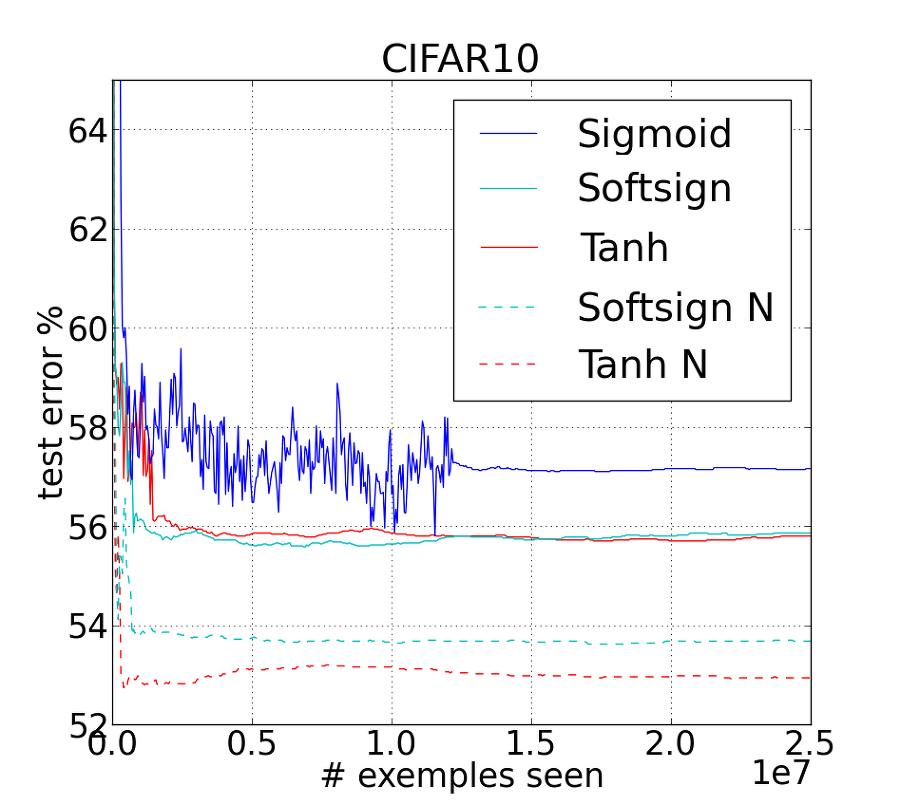 CIFAR10
64
62
60
58
56
54
52
test error %
Sigmoid
Softsign
Tanh
Softsign N
Tanh N
0.0 0.5 1.0 1.5 2.0 2.5
1e7
# exemples seen